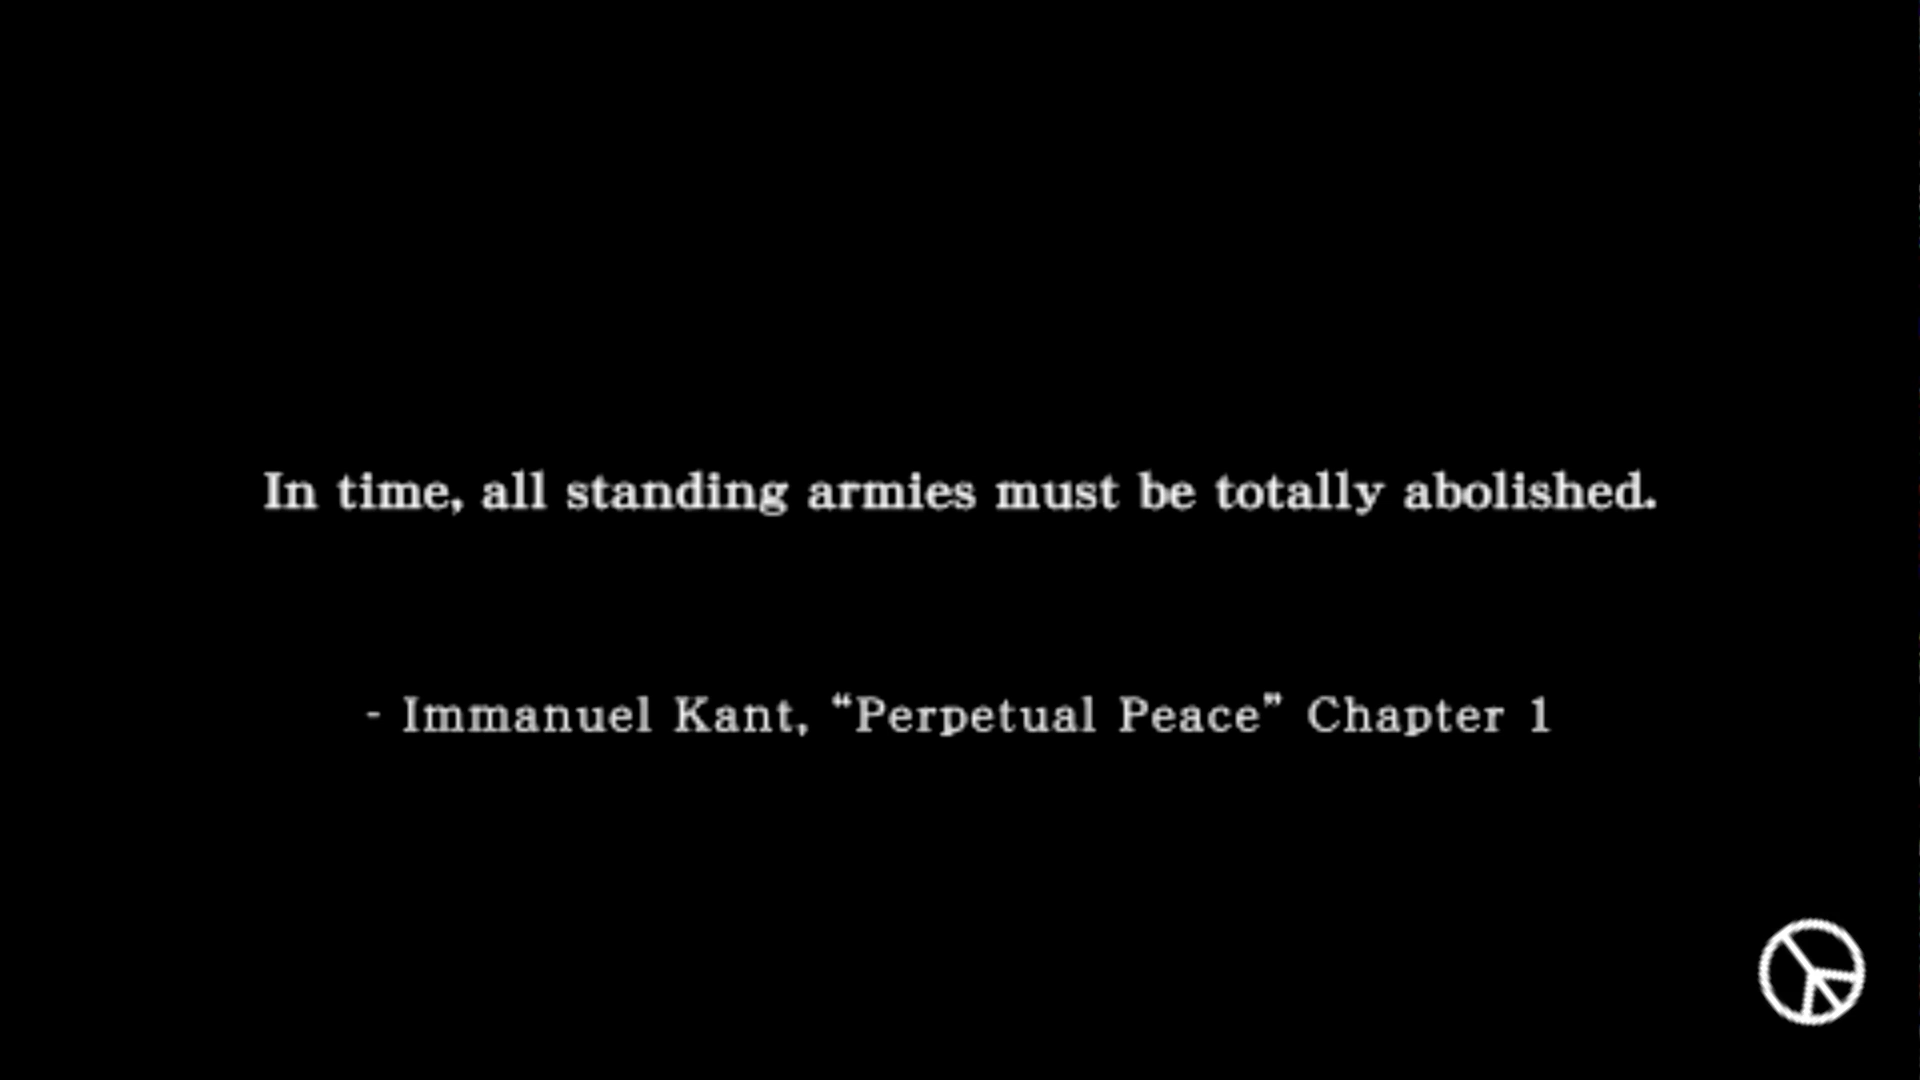 In time, all standing armies must be totally abolished.
- Immanuel Kant, “Perpetual Peace” Chapter 1